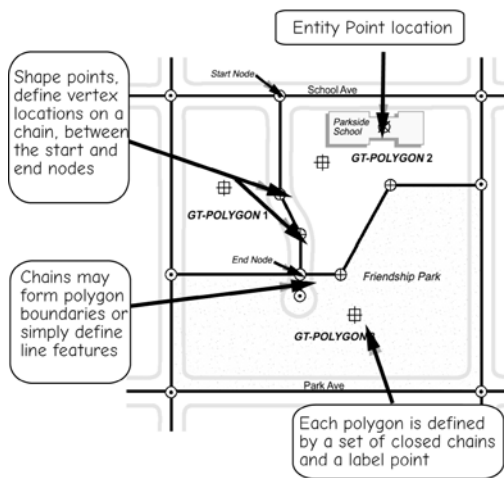 Entity Point location
Shape points,
define vertex
locations on a
chain, between
the start and
end nodes
Start Node
School Ave
Parkside
School
GT-POLYGON 2
GT-POLYGON 1
End Node
Chains may
form polygon
boundaries or
simply define
line features
Friendship Park
GT-POLYGON
Park Ave
Each polygon is defined
by a set of closed chains
and a label point